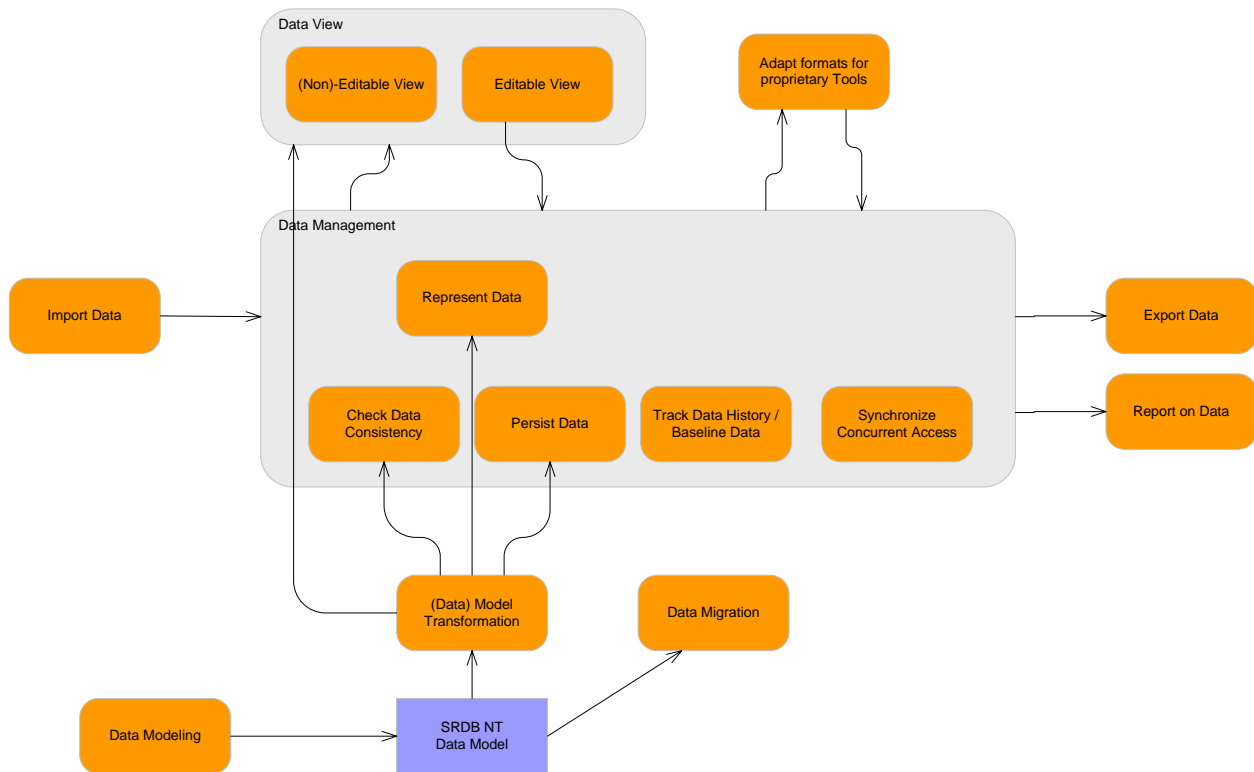 Data View
(Non)-Editable View
Editable View
Adapt formats for
proprietary Tools
Data Management
Import Data
Represent Data
Export Data
Check Data
Consistency
Persist Data
Track Data History /
Baseline Data
Synchronize
Concurrent Access
Report on Data
(Data) Model
Transformation
Data Migration
Data Modeling
SRDB NT
Data Model